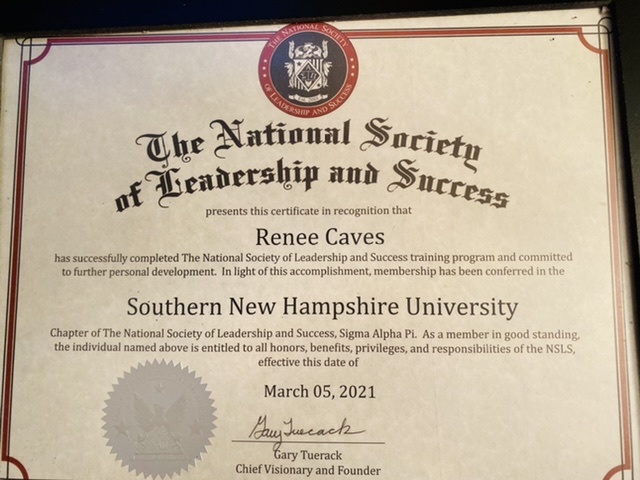 THE NATIONAL SOCIETY
OF LEADERSHIP AND SUCCESS
The National Society
of Leadership and Success
presents this certificate in recognition that
Renee Caves
has successfully completed The National Society of Leadership and Success training program and committed
to further personal development. In light of this accomplishment, membership has been conferred in the
Southern New Hampshire University
Chapter of The National Society of Leadership and Success, Sigma Alpha Pi. As a member in good standing,
the individual named above is entitled to all honors, benefits, privileges, and responsibilities of the NSLS,
effective this date of
March 05, 2021
Gary Tuerack
Gary Tuerack
Chief Visionary and Founder